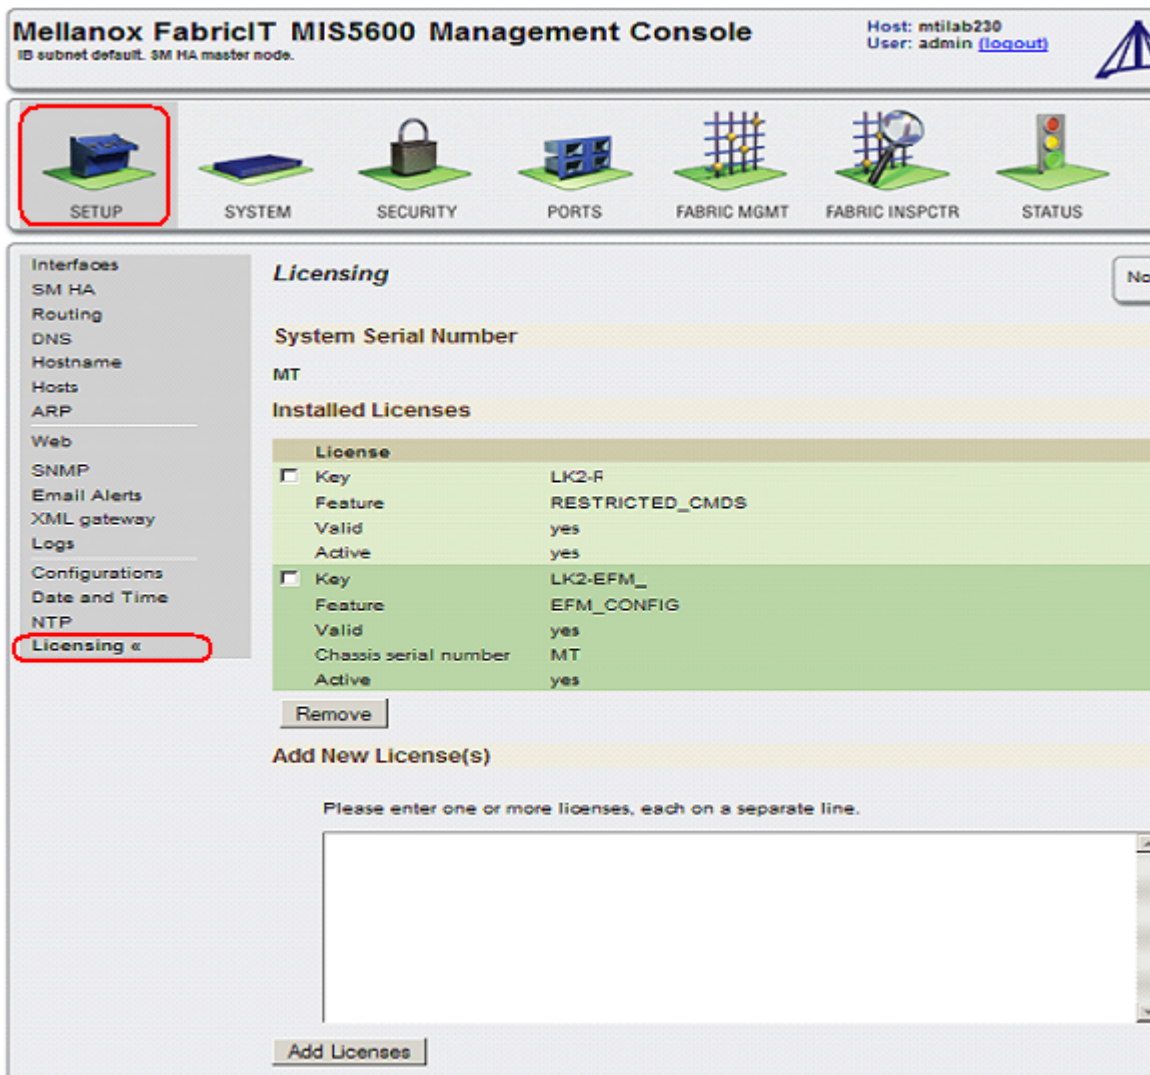 Mellanox FabricIT MIS5600 Management Console
IB subnet default. SM HA master node.
Host: mtilab230
User: admin (logout)
SETUP
SYSTEM
SECURITY
PORTS
FABRIC MGMT
FABRIC INSPCTR
STATUS
Interfaces
SM HA
Routing
DNS
Hostname
Hosts
ARP
Web
SNMP
Email Alerts
XML gateway
Logs
Configurations
Date and Time
NTP
Licensing «
Licensing
System Serial Number
MT
Installed Licenses
License
Key LK2-R
Feature RESTRICTED_CMDS
Valid yes
Active yes
Key LK2-EFM_
Feature EFM_CONFIG
Valid yes
Chassis serial number MT
Active yes
Remove
Add New License(s)
Please enter one or more licenses, each on a separate line.
Add Licenses